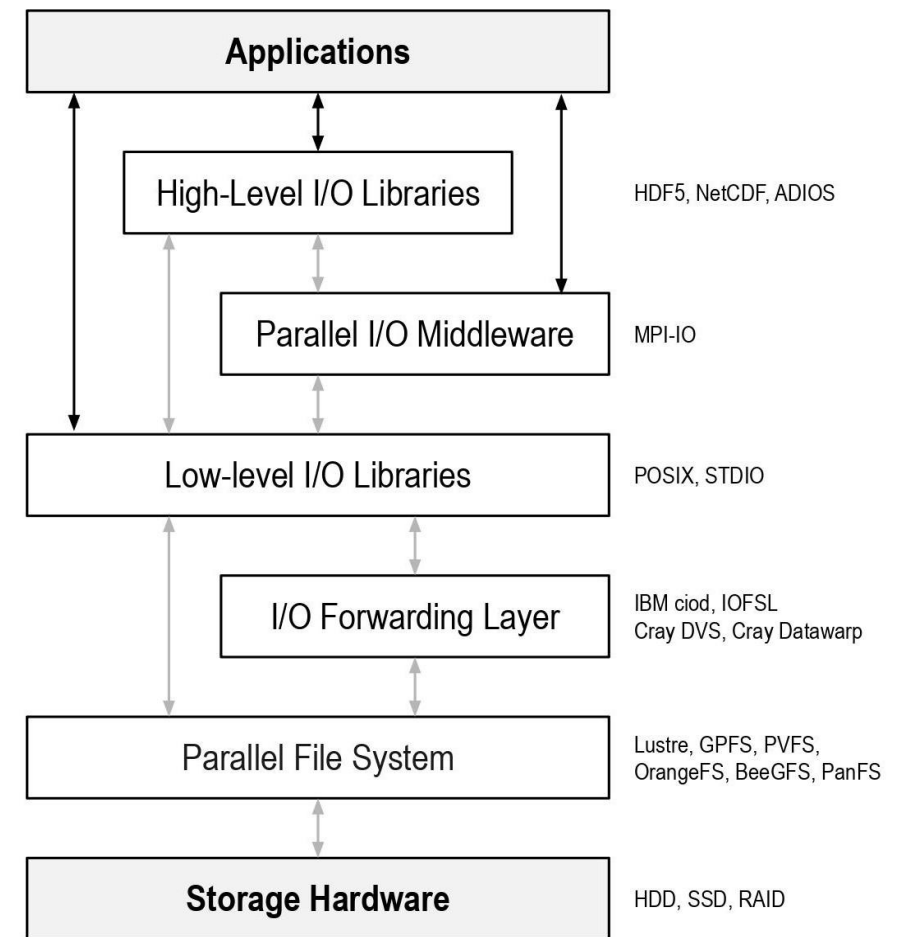 Applications
High-Level I/O Libraries
HDF5, NetCDF, ADIOS
Parallel I/O Middleware
MPI-IO
Low-level I/O Libraries
POSIX, STDIO
I/O Forwarding Layer
IBM ciod, IOFSL
Cray DVS, Cray Datawarp
Parallel File System
Lustre, GPFS, PVFS,
OrangeFS, BeeGFS, PanFS
Storage Hardware
HDD, SSD, RAID